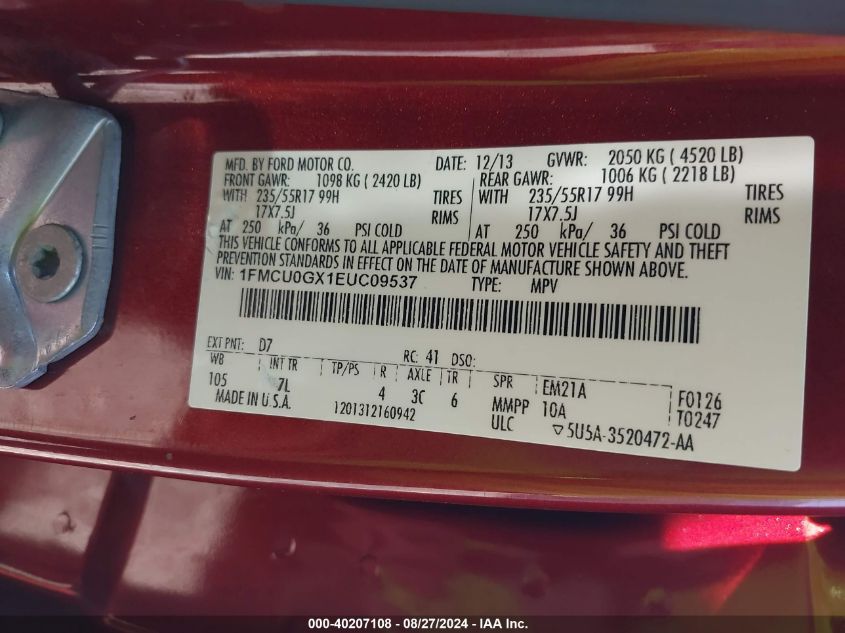 MFD. BY FORD MOTOR CO. DATE: 12/13 GVWR: 2050 KG ( 4520 LB)
FRONT GAWR: 1098 KG ( 2420 LB) REAR GAWR: 1006 KG ( 2218 LB)
WITH 235/55R17 99H TIRES WITH 235/55R17 99H TIRES
17X7.5J RIMS 17X7.5J RIMS
AT 250 kPa/ 36 PSI COLD AT 250 kPa/ 36 PSI COLD
THIS VEHICLE CONFORMS TO ALL APPLICABLE FEDERAL MOTOR VEHICLE SAFETY AND THEFT
PREVENTION STANDARDS IN EFFECT ON THE DATE OF MANUFACTURE SHOWN ABOVE.
VIN: 1FMCU0GX1EUC09537 TYPE: MPV
EXT PNT: D7 RC: 41 DSO:
WB INT TR TP/PS R AXLE TR SPR EM21A F0126
105 7L 4 3C 6 MMPP 10A T0247
MADE IN U.S.A. 1201312160942 ULC ▽5U5A-3520472-AA
000-40207108 - 08/27/2024 - IAA Inc.